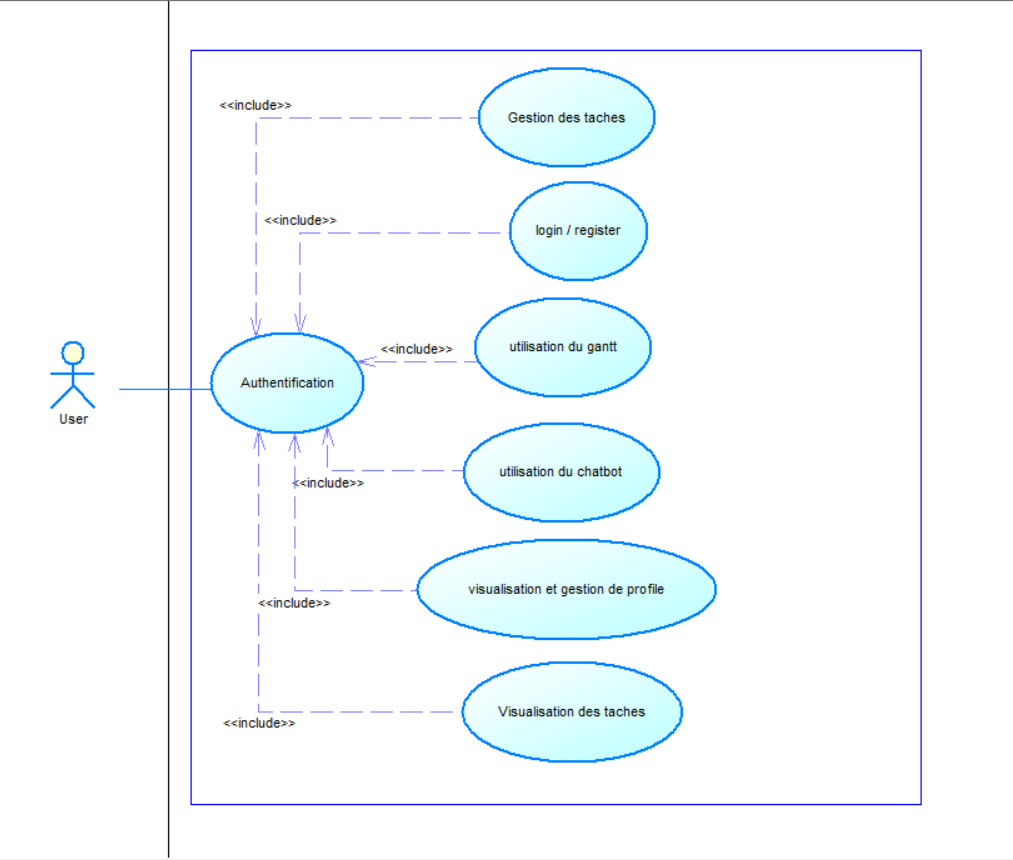 <<include>>
Gestion des taches
<<include>>
login / register
<<include>>
utilisation du gantt
Authentification
User
utilisation du chatbot
<<include>>
visualisation et gestion de profile
<<include>>
Visualisation des taches
<<include>>